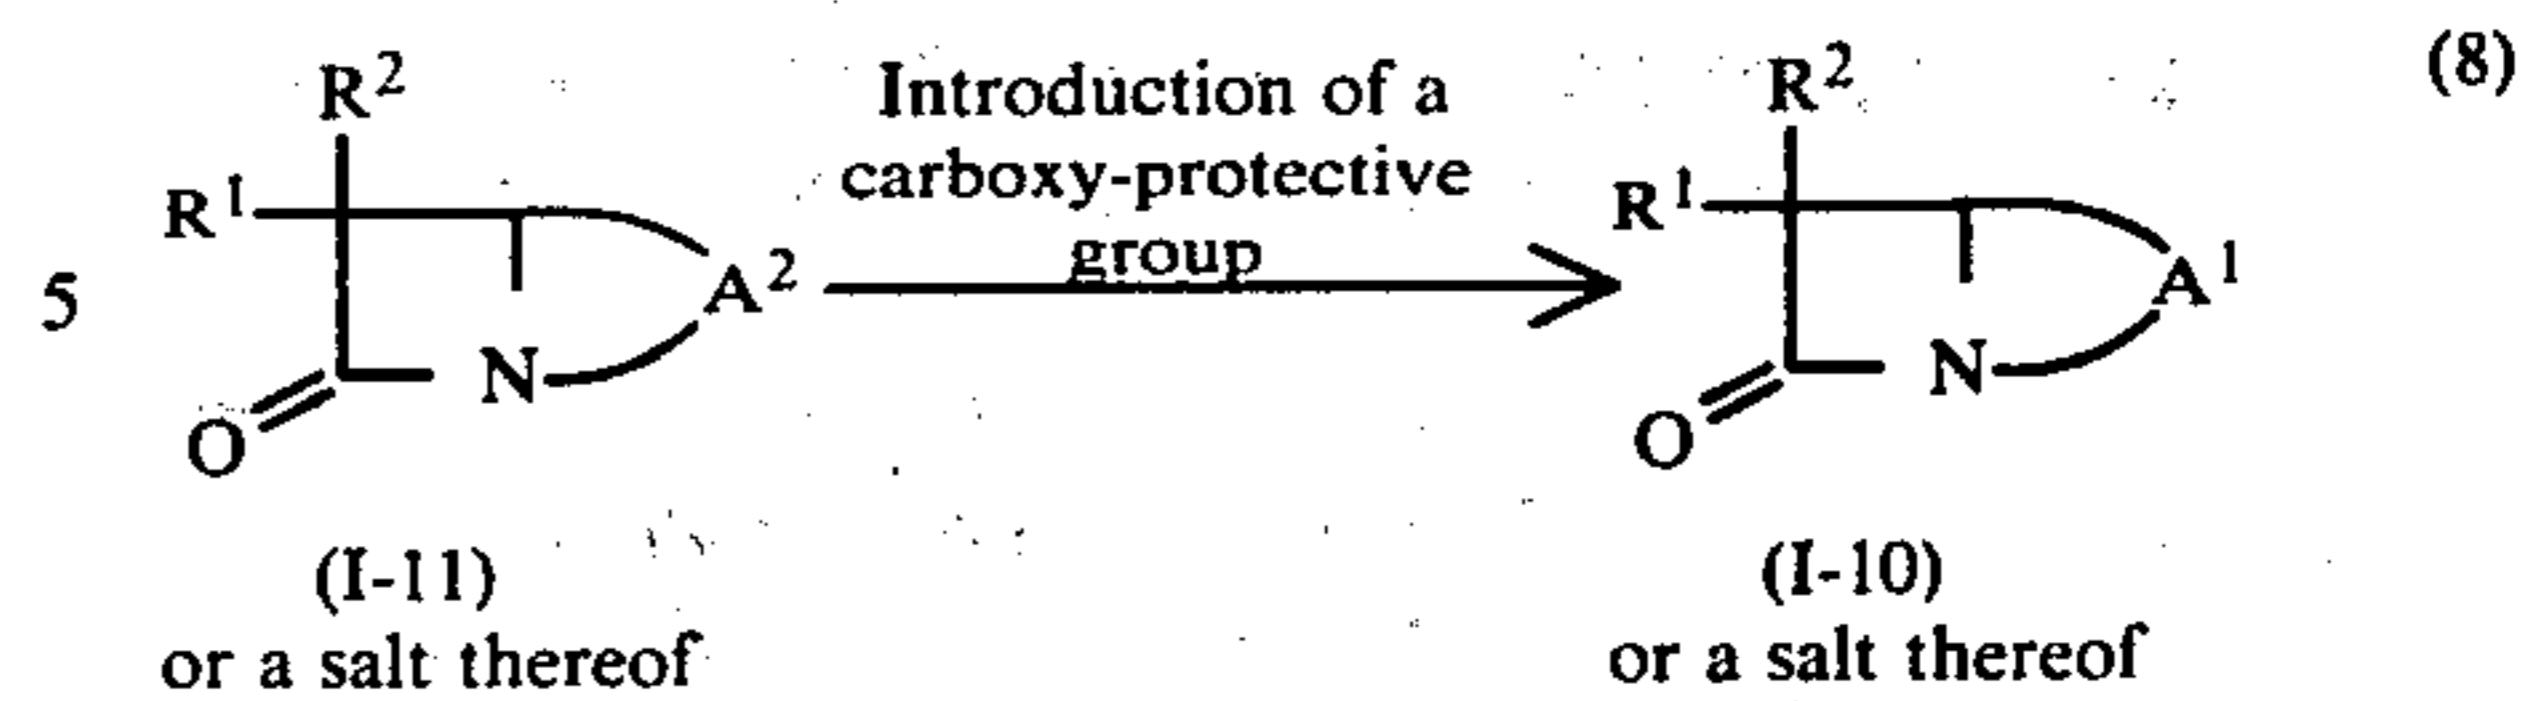 (8)
R² Introduction of a R²
R¹ carboxy-protective R¹
5 A² group A¹
O N O N
(I-11) (I-10)
or a salt thereof or a salt thereof